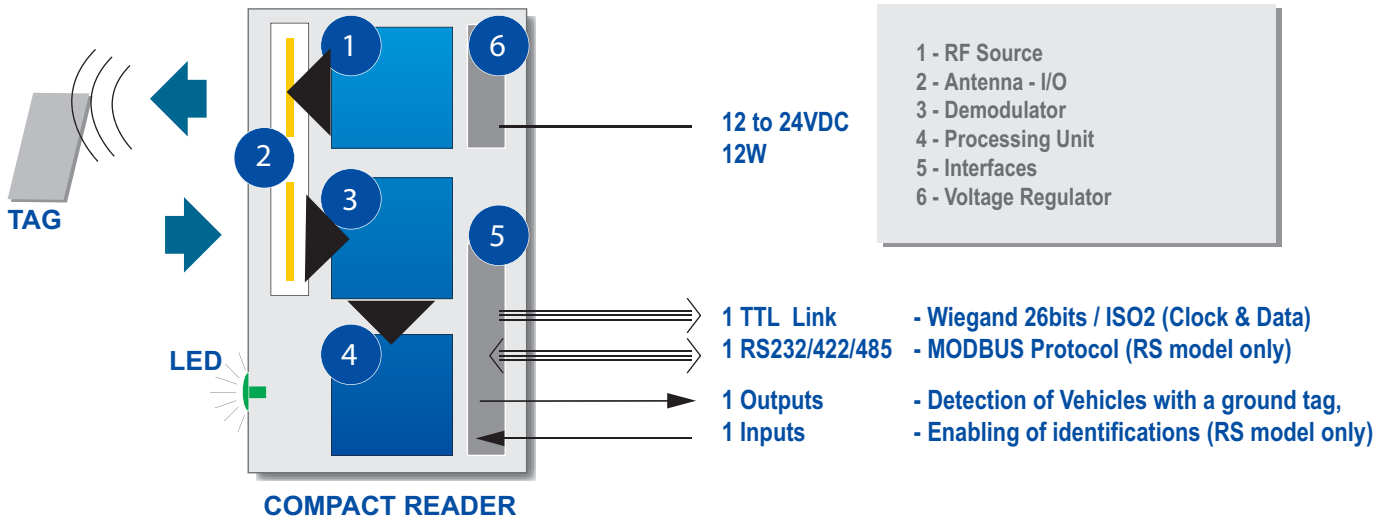 1
6
2
3
5
4
TAG
LED
COMPACT READER
12 to 24VDC
12W
1 - RF Source
2 - Antenna - I/O
3 - Demodulator
4 - Processing Unit
5 - Interfaces
6 - Voltage Regulator
1 TTL Link - Wiegand 26bits / ISO2 (Clock & Data)
1 RS232/422/485 - MODBUS Protocol (RS model only)
1 Outputs - Detection of Vehicles with a ground tag,
1 Inputs - Enabling of identifications (RS model only)